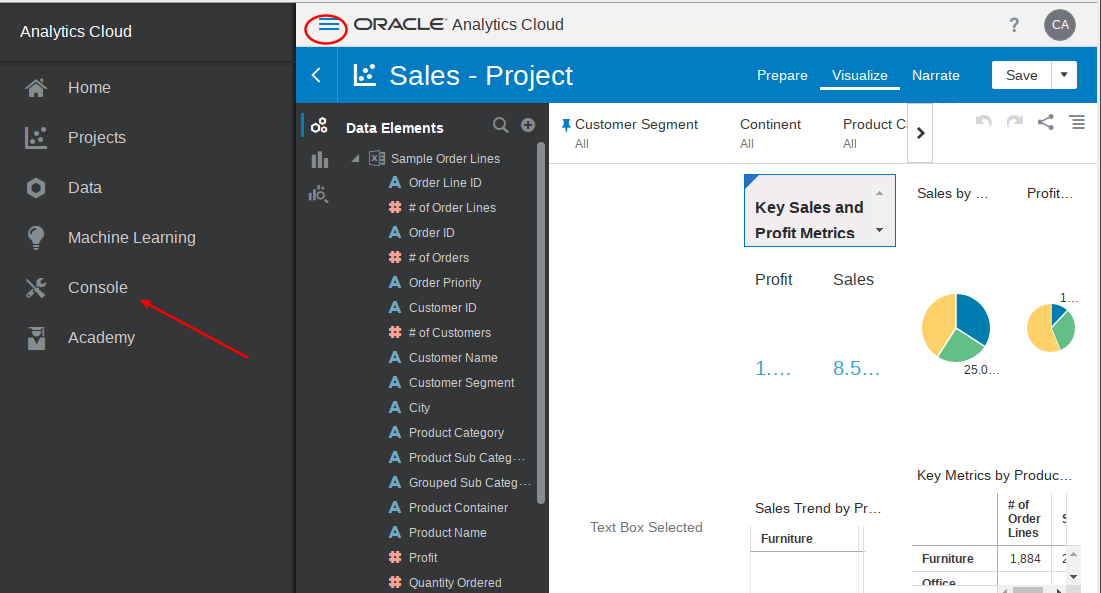 Analytics Cloud
Home
Projects
Data
Machine Learning
Console
Academy
ORACLE Analytics Cloud
?
CA
Sales - Project
Prepare
Visualize
Narrate
Save
Data Elements
Sample Order Lines
A Order Line ID
# of Order Lines
A Order ID
# of Orders
A Order Priority
A Customer ID
# of Customers
A Customer Name
A Customer Segment
A City
A Product Category
A Product Sub Categ...
A Grouped Sub Categ...
A Product Container
A Product Name
Profit
Quantity Ordered
Customer Segment
All
Continent
All
Product C
All
Key Sales and
Profit Metrics
Sales by ...
Profit...
Profit
Sales
1....
8.5...
25.0...
1...
Text Box Selected
Sales Trend by Pr...
Furniture
Key Metrics by Produc...
# of
Order
Lines
Furniture
1,884
Office